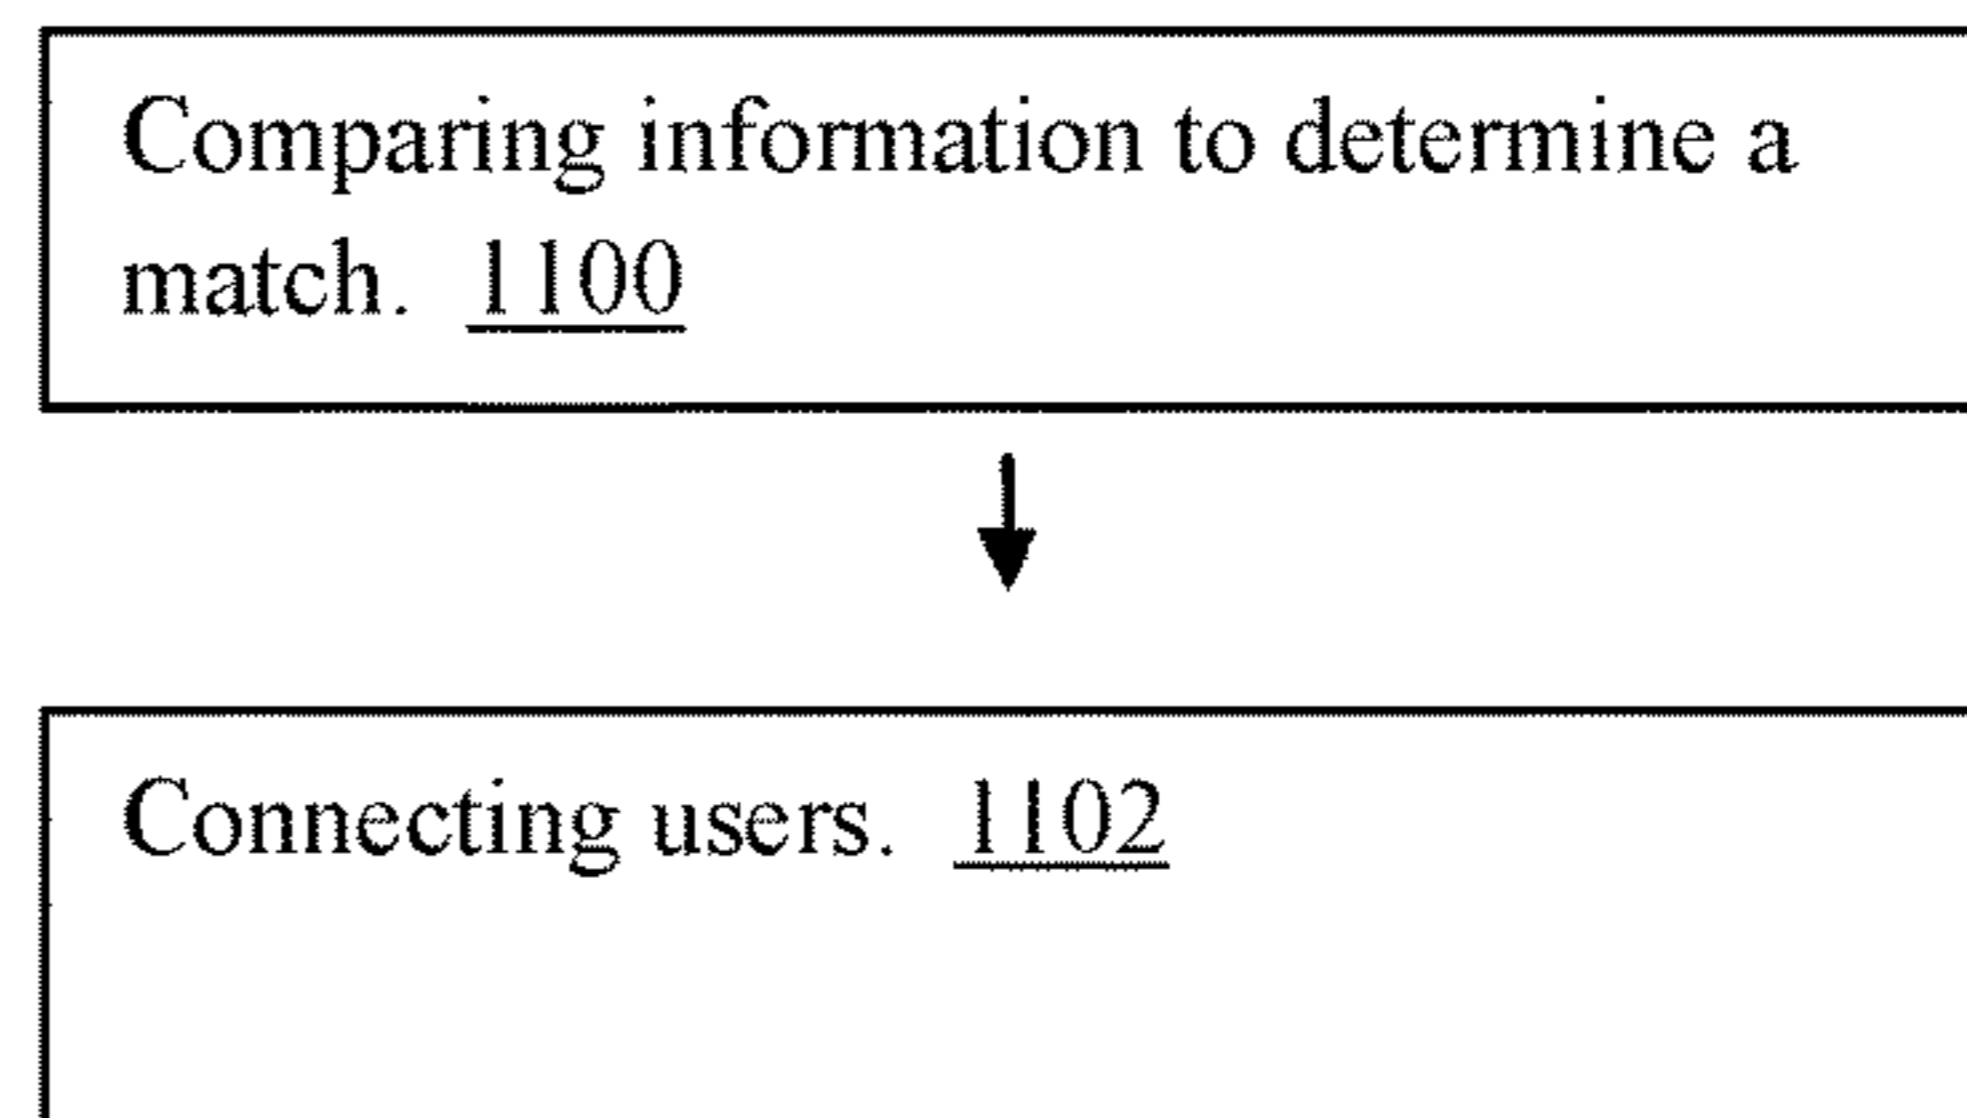 Comparing information to determine a
match. 1100
Connecting users. 1102